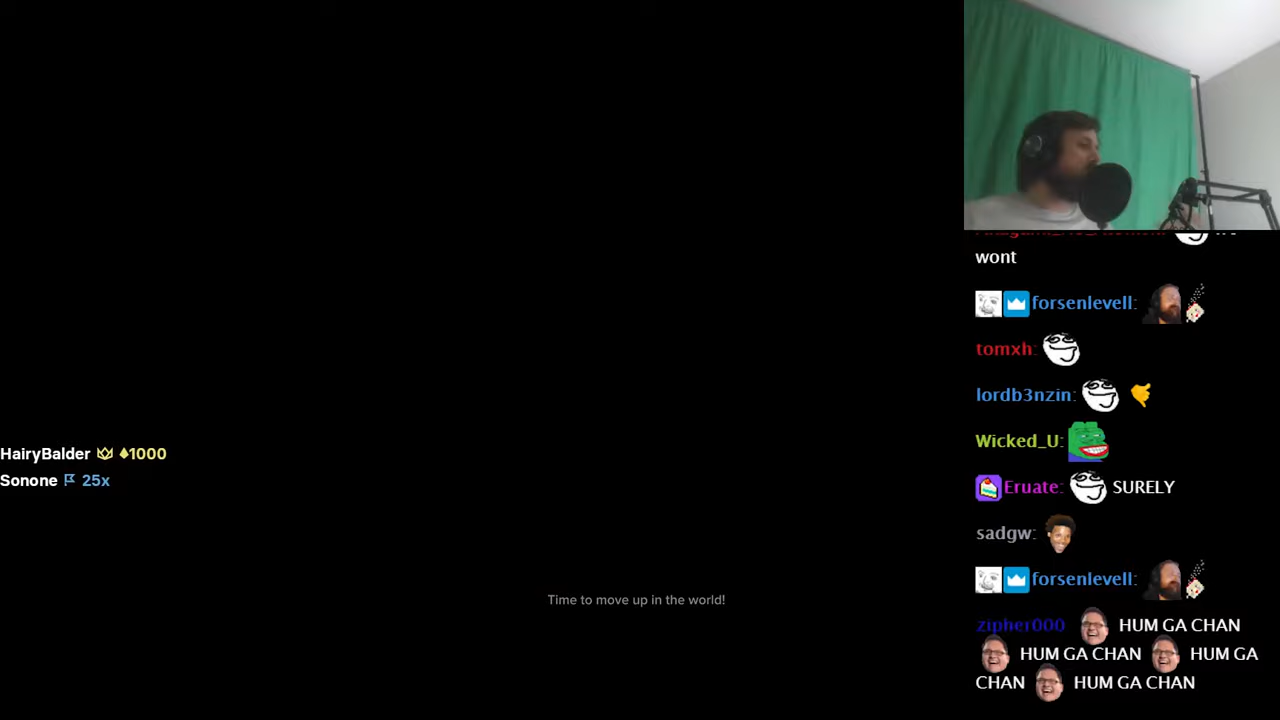 wont
forsenlevell:
tomxh:
lordb3nzin:
Wicked_U:
Eruate: SURELY
sadgw:
forsenlevell:
zipher000 HUM GA CHAN
HUM GA CHAN HUM GA
CHAN HUM GA CHAN
HairyBalder 1000
Sonone 25x
Time to move up in the world!